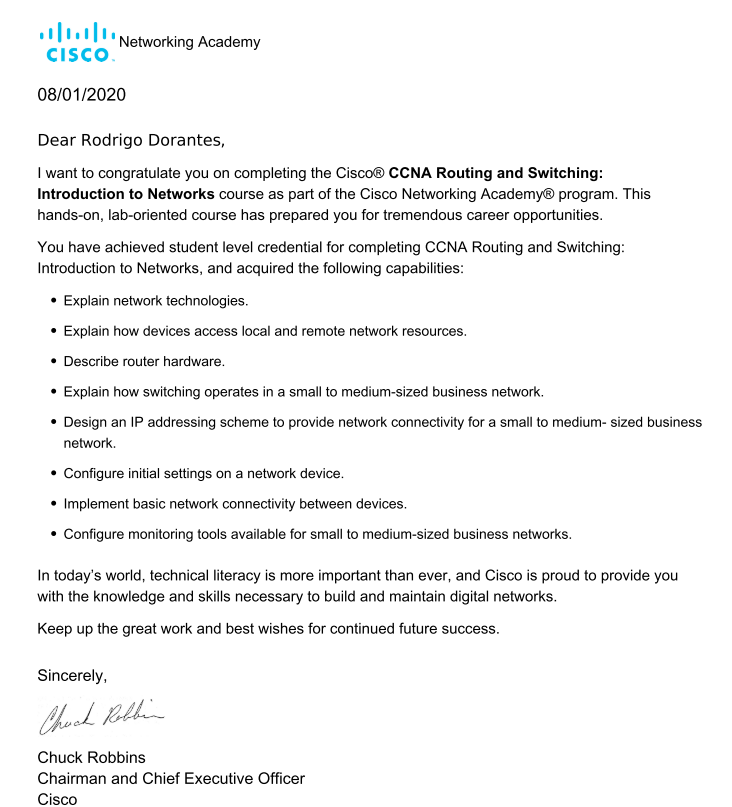 CISCO Networking Academy
08/01/2020
Dear Rodrigo Dorantes,
I want to congratulate you on completing the Cisco® CCNA Routing and Switching:
Introduction to Networks course as part of the Cisco Networking Academy® program. This
hands-on, lab-oriented course has prepared you for tremendous career opportunities.
You have achieved student level credential for completing CCNA Routing and Switching:
Introduction to Networks, and acquired the following capabilities:
• Explain network technologies.
• Explain how devices access local and remote network resources.
• Describe router hardware.
• Explain how switching operates in a small to medium-sized business network.
• Design an IP addressing scheme to provide network connectivity for a small to medium- sized business
network.
• Configure initial settings on a network device.
• Implement basic network connectivity between devices.
• Configure monitoring tools available for small to medium-sized business networks.
In today’s world, technical literacy is more important than ever, and Cisco is proud to provide you
with the knowledge and skills necessary to build and maintain digital networks.
Keep up the great work and best wishes for continued future success.
Sincerely,
Chuck Robbins
Chuck Robbins
Chairman and Chief Executive Officer
Cisco